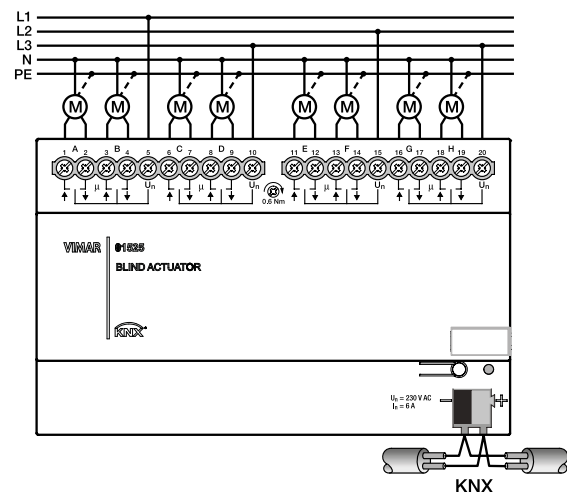 L1
L2
L3
N
PE
M M M M M M M M
A B C D E F G H
1 2 3 4 5 6 7 8 9 10 11 12 13 14 15 16 17 18 19 20
µ Un µ Un µ Un µ Un
0.6 Nm
VIMAR 01525
BLIND ACTUATOR
KNX
Un = 230 V AC
In = 6 A
− +
KNX